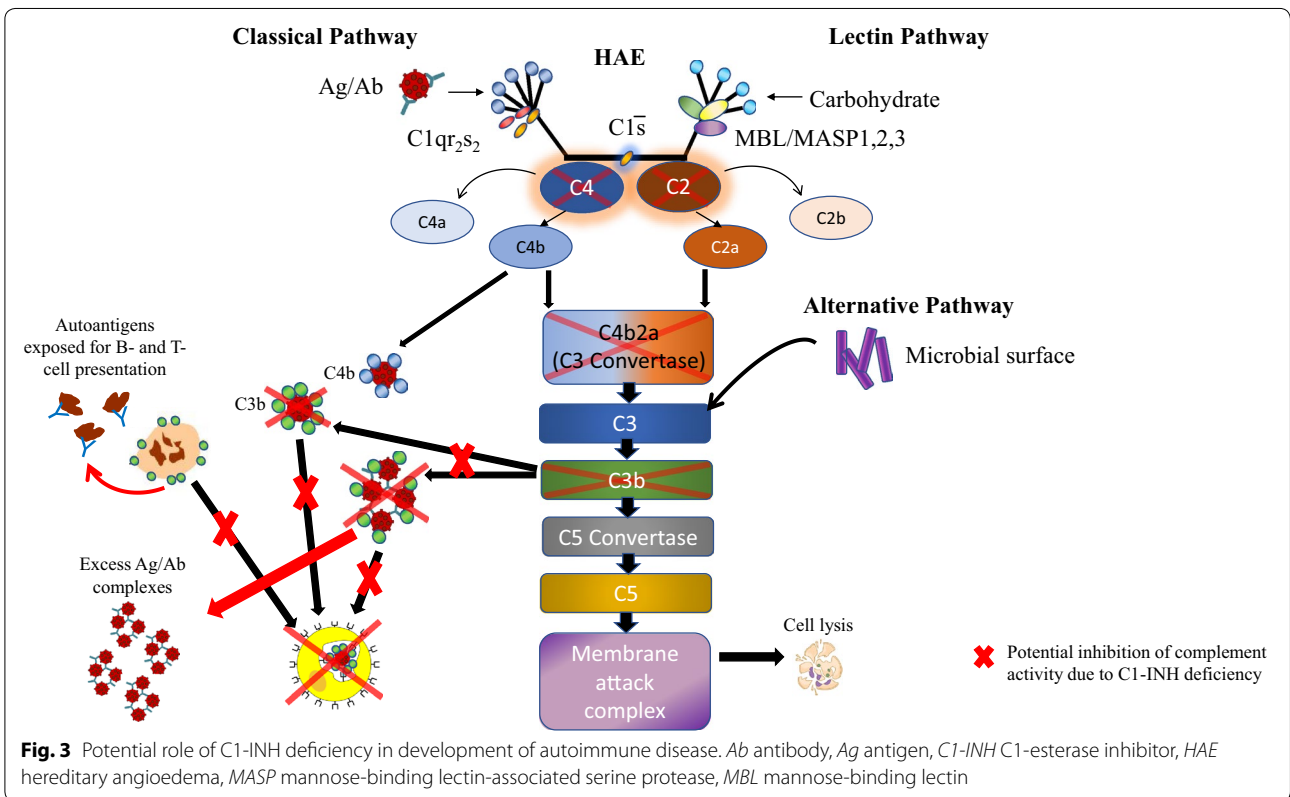 Classical Pathway
Lectin Pathway
HAE
Ag/Ab
Carbohydrate
C1qr₂s₂
C1s̅
MBL/MASP1,2,3
C4
C2
C4a
C2b
C4b
C2a
Alternative Pathway
Microbial surface
C4b2a
(C3 Convertase)
Autoantigens
exposed for B- and T-
cell presentation
C4b
C3b
C3
C3b
C5 Convertase
C5
Excess Ag/Ab
complexes
Membrane
attack
complex
Cell lysis
Potential inhibition of complement
activity due to C1-INH deficiency
Fig. 3 Potential role of C1-INH deficiency in development of autoimmune disease. Ab antibody, Ag antigen, C1-INH C1-esterase inhibitor, HAE
hereditary angioedema, MASP mannose-binding lectin-associated serine protease, MBL mannose-binding lectin